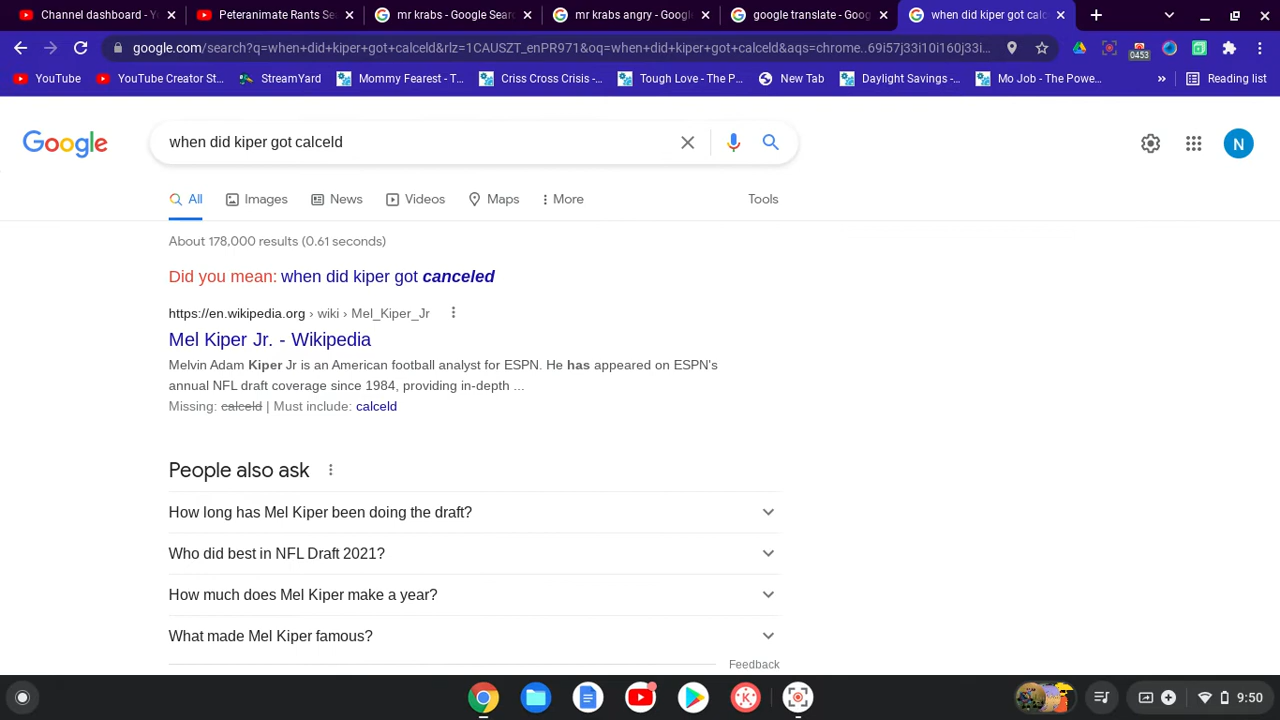 Channel dashboard - Y
Peteranimate Rants Se
mr krabs - Google Sear
mr krabs angry - Googl
google translate - Goog
when did kiper got calc
google.com/search?q=when+did+kiper+got+calceld&rlz=1CAUSZT_enPR971&oq=when+did+kiper+got+calceld&aqs=chrome..69i57j33i10i160j33i...
0453
YouTube
YouTube Creator St...
StreamYard
Mommy Fearest - T...
Criss Cross Crisis -...
Tough Love - The P...
New Tab
Daylight Savings -...
Mo Job - The Powe...
»
Reading list
Google
when did kiper got calceld
N
All
Images
News
Videos
Maps
More
Tools
About 178,000 results (0.61 seconds)
Did you mean: when did kiper got canceled
https://en.wikipedia.org › wiki › Mel_Kiper_Jr
Mel Kiper Jr. - Wikipedia
Melvin Adam Kiper Jr is an American football analyst for ESPN. He has appeared on ESPN's
annual NFL draft coverage since 1984, providing in-depth ...
Missing: calceld | Must include: calceld
People also ask
How long has Mel Kiper been doing the draft?
Who did best in NFL Draft 2021?
How much does Mel Kiper make a year?
What made Mel Kiper famous?
Feedback
K
9:50